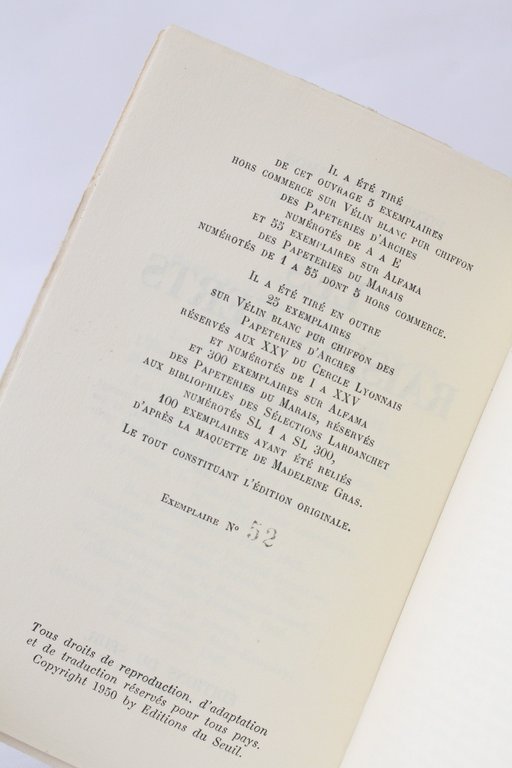 IL A ÉTÉ TIRÉ
DE CET OUVRAGE 5 EXEMPLAIRES
HORS COMMERCE SUR VÉLIN BLANC PUR CHIFFON
DES PAPETERIES D'ARCHES
NUMÉROTÉS DE A A E
ET 55 EXEMPLAIRES SUR ALFAMA
DES PAPETERIES DU MARAIS
NUMÉROTÉS DE 1 A 55 DONT 5 HORS COMMERCE.
IL A ÉTÉ TIRÉ EN OUTRE
25 EXEMPLAIRES
SUR VÉLIN BLANC PUR CHIFFON DES
PAPETERIES D'ARCHES
RÉSERVÉS AUX XXV DU CERCLE LYONNAIS
ET NUMÉROTÉS DE I A XXV
ET 300 EXEMPLAIRES SUR ALFAMA
DES PAPETERIES DU MARAIS, RÉSERVÉS
AUX BIBLIOPHILES DES SÉLECTIONS LARDANCHET
NUMÉROTÉS SL 1 A SL 300,
100 EXEMPLAIRES AYANT ÉTÉ RELIÉS
D'APRÈS LA MAQUETTE DE MADELEINE GRAS.
LE TOUT CONSTITUANT L'ÉDITION ORIGINALE.
EXEMPLAIRE No 52
Tous droits de reproduction, d'adaptation
et de traduction réservés pour tous pays.
Copyright 1950 by Editions du Seuil.